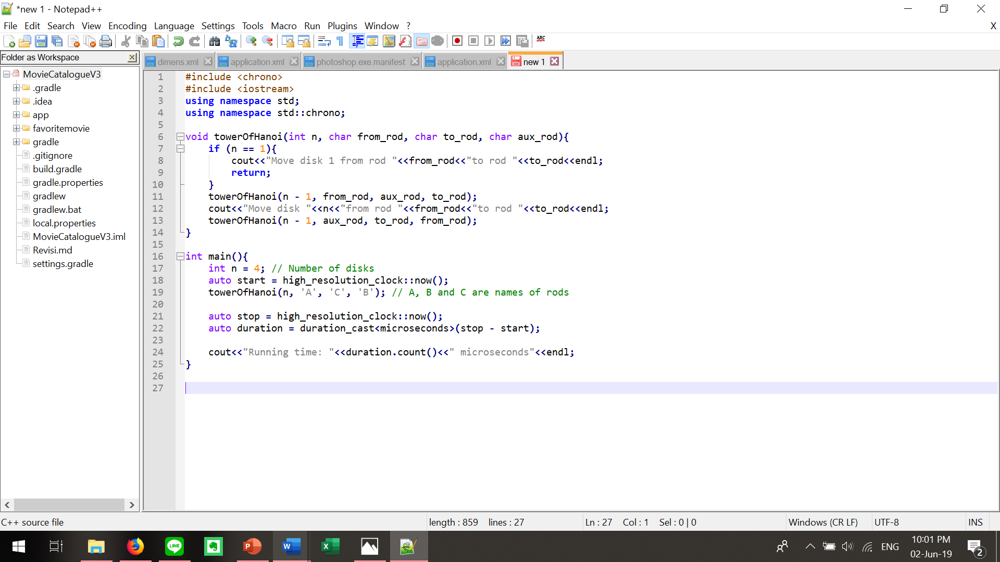 *new 1 - Notepad++
File Edit Search View Encoding Language Settings Tools Macro Run Plugins Window ? X
ABC
Folder as Workspace
MovieCatalogueV3
.gradle
.idea
app
favoritemovie
gradle
.gitignore
build.gradle
gradle.properties
gradlew
gradlew.bat
local.properties
MovieCatalogueV3.iml
Revisi.md
settings.gradle
dimens.xml application.xml photoshop.exe.manifest application.xml new 1
1 #include <chrono>
2 #include <iostream>
3 using namespace std;
4 using namespace std::chrono;
5
6 void towerOfHanoi(int n, char from_rod, char to_rod, char aux_rod){
7     if (n == 1){
8         cout<<"Move disk 1 from rod "<<from_rod<<"to rod "<<to_rod<<endl;
9         return;
10     }
11     towerOfHanoi(n - 1, from_rod, aux_rod, to_rod);
12     cout<<"Move disk "<<n<<"from rod "<<from_rod<<"to rod "<<to_rod<<endl;
13     towerOfHanoi(n - 1, aux_rod, to_rod, from_rod);
14 }
15
16 int main(){
17     int n = 4; // Number of disks
18     auto start = high_resolution_clock::now();
19     towerOfHanoi(n, 'A', 'C', 'B'); // A, B and C are names of rods
20
21     auto stop = high_resolution_clock::now();
22     auto duration = duration_cast<microseconds>(stop - start);
23
24     cout<<"Running time: "<<duration.count()<<" microseconds"<<endl;
25 }
26
27
C++ source file length : 859 lines : 27 Ln : 27 Col : 1 Sel : 0 | 0 Windows (CR LF) UTF-8 INS
LINE P W X ENG 10:01 PM 2
02-Jun-19